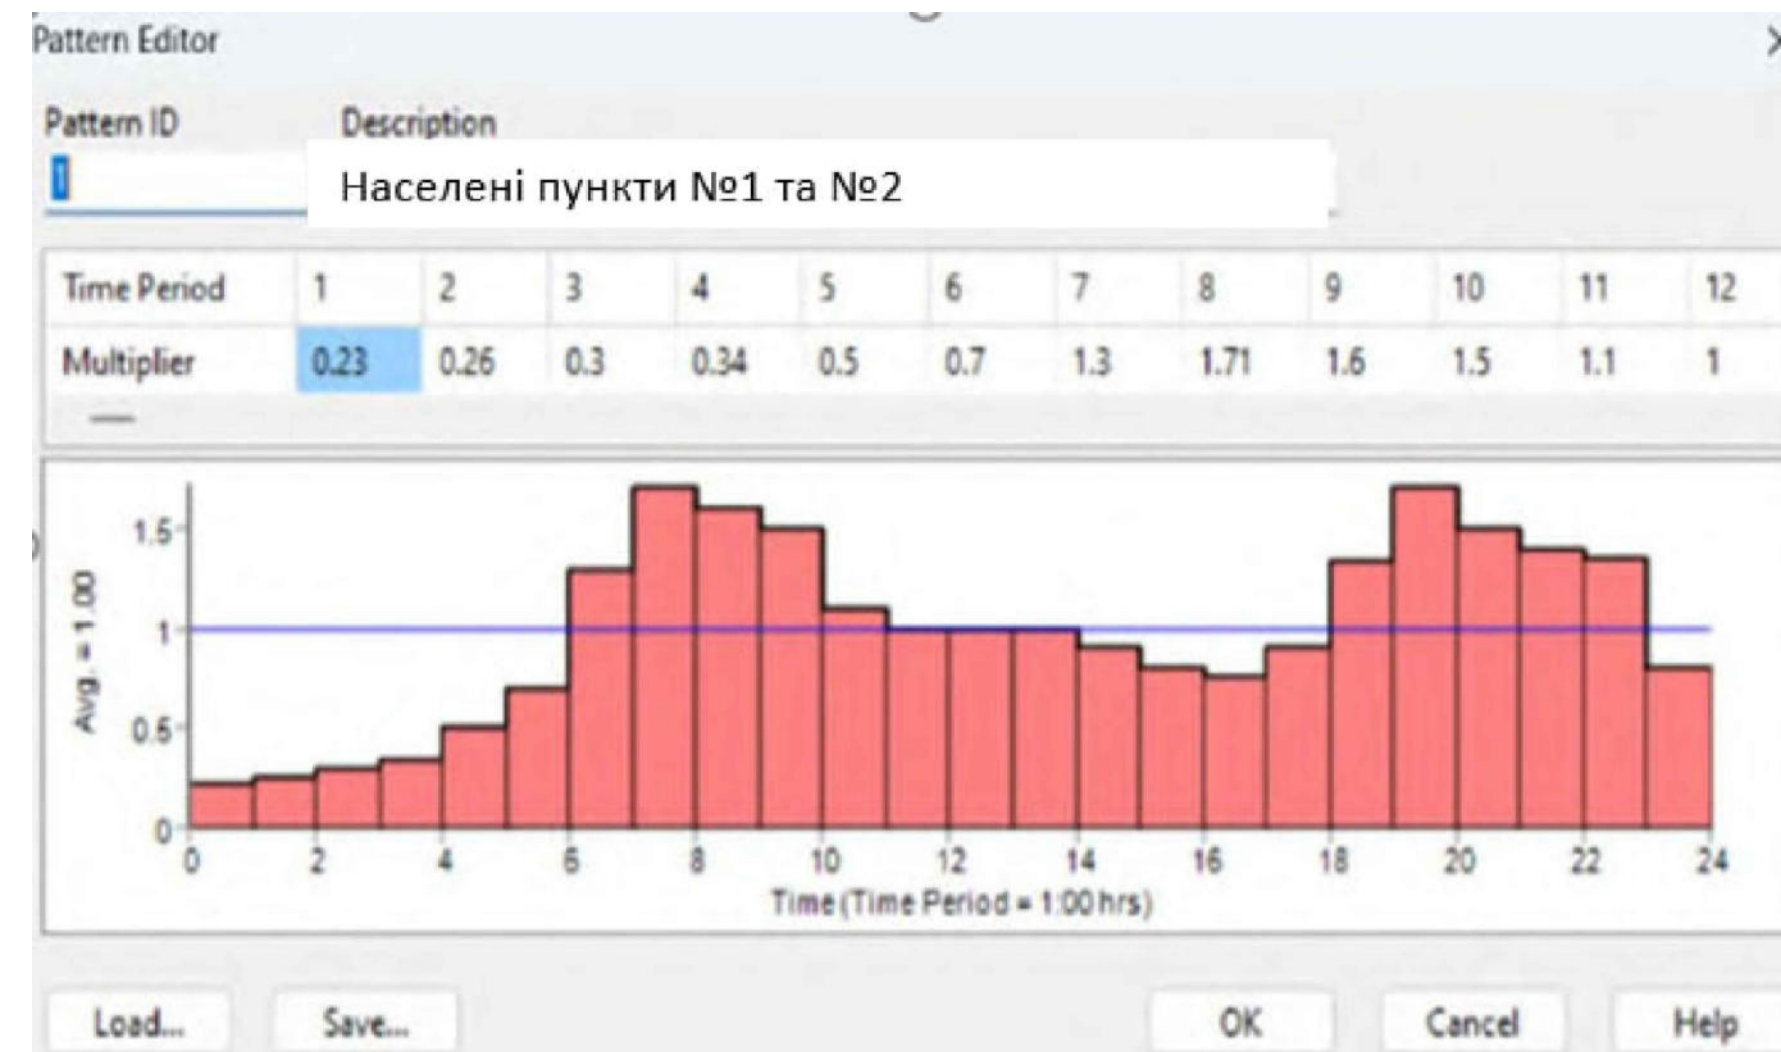 Pattern Editor
Pattern ID Description
1 Населені пункти №1 та №2
Time Period 1 2 3 4 5 6 7 8 9 10 11 12
Multiplier 0.23 0.26 0.3 0.34 0.5 0.7 1.3 1.71 1.6 1.5 1.1 1
1.5
1
0.5
0
Avg. = 1.00
0 2 4 6 8 10 12 14 16 18 20 22 24
Time (Time Period = 1:00 hrs)
Load... Save... OK Cancel Help